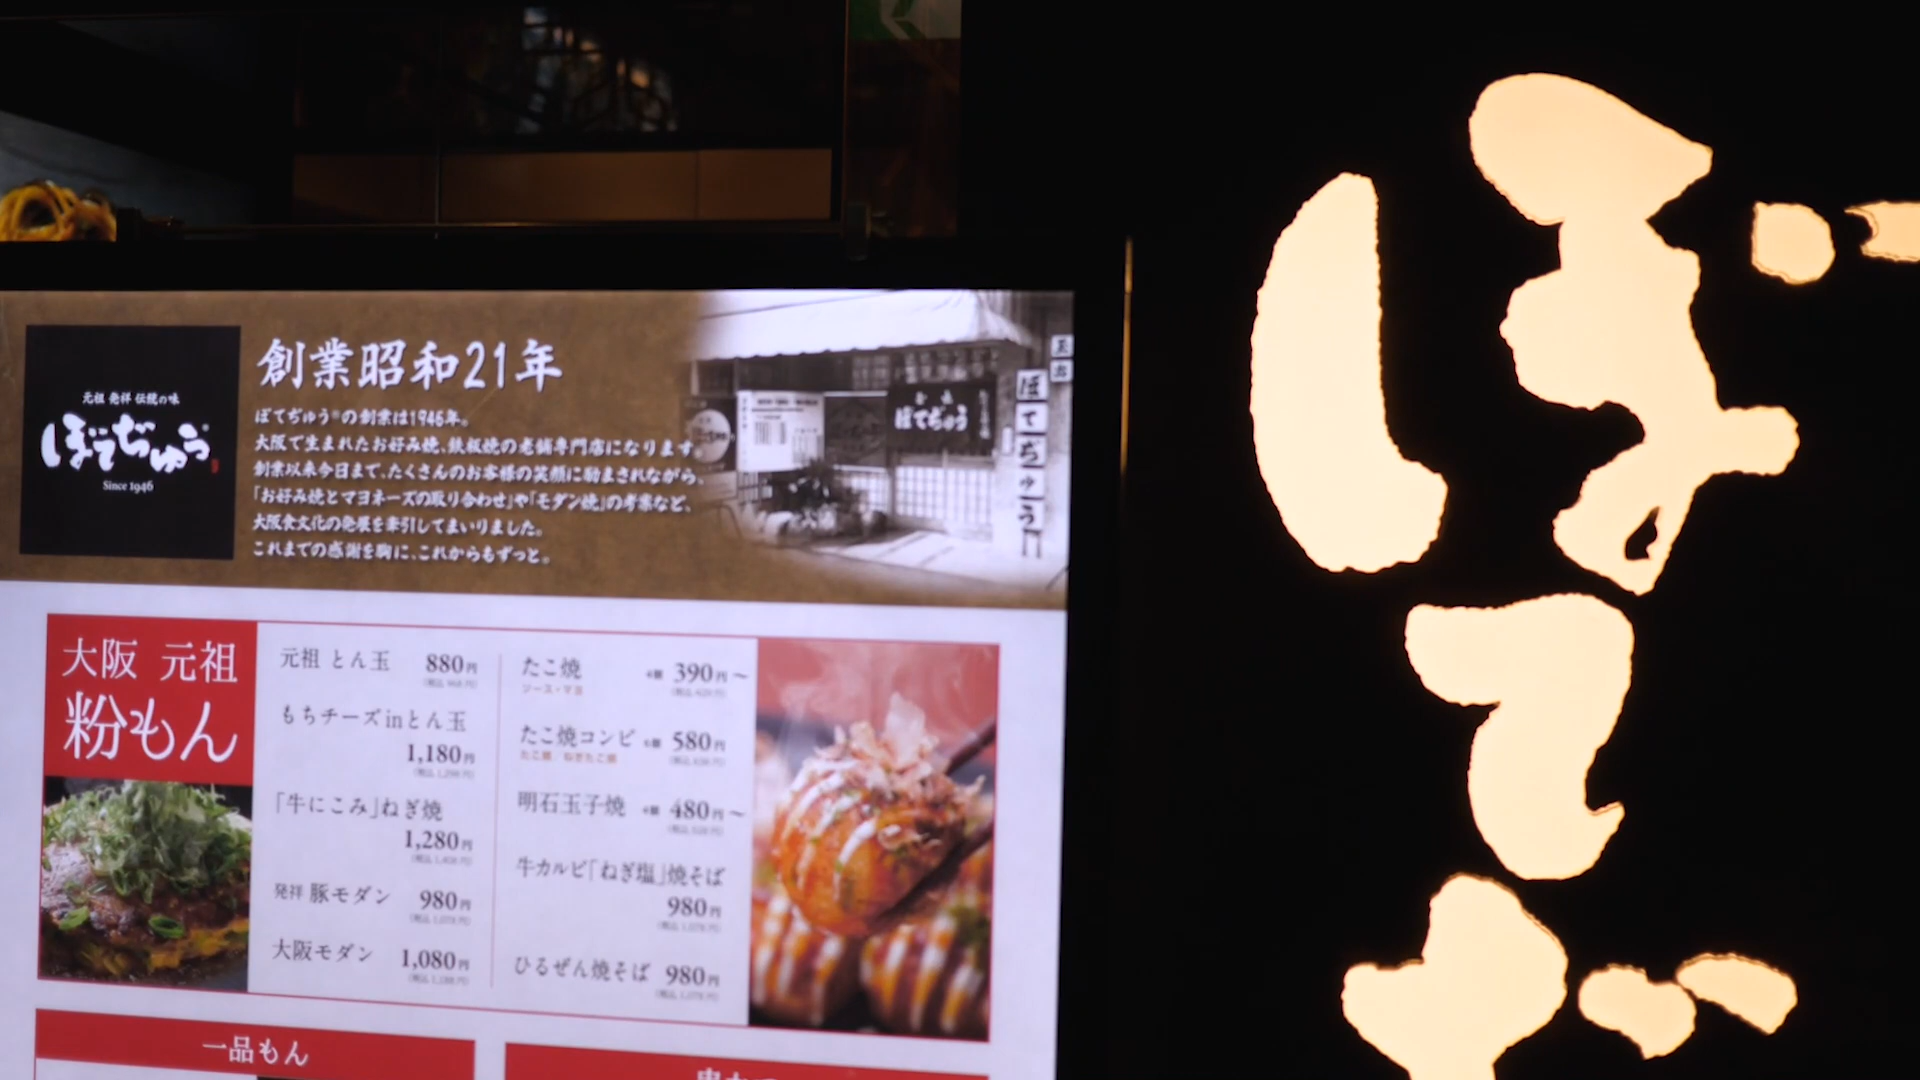 元祖 発祥 伝統の味
ぼてぢゅう
Since 1946
創業昭和21年
ぼてぢゅう®の創業は1946年。
大阪で生まれたお好み焼、鉄板焼の老舗専門店になります。
創業以来今日まで、たくさんのお客様の笑顔に励まされながら、
「お好み焼とマヨネーズの取り合わせ」や「モダン焼」の考案など、
大阪食文化の発展を牽引してまいりました。
これまでの感謝を胸に、これからもずっと。
ぼてぢゅう
ぼてぢゅう
大阪 元祖
粉もん
元祖 とん玉 880円
もちチーズinとん玉
1,180円
「牛にこみ」ねぎ焼
1,280円
発祥 豚モダン 980円
大阪モダン 1,080円
たこ焼 390円〜
ソース・マヨ
たこ焼コンビ 580円
明石玉子焼 480円〜
牛カルビ「ねぎ塩」焼そば
980円
ひるぜん焼そば 980円
一品もん
ぼて